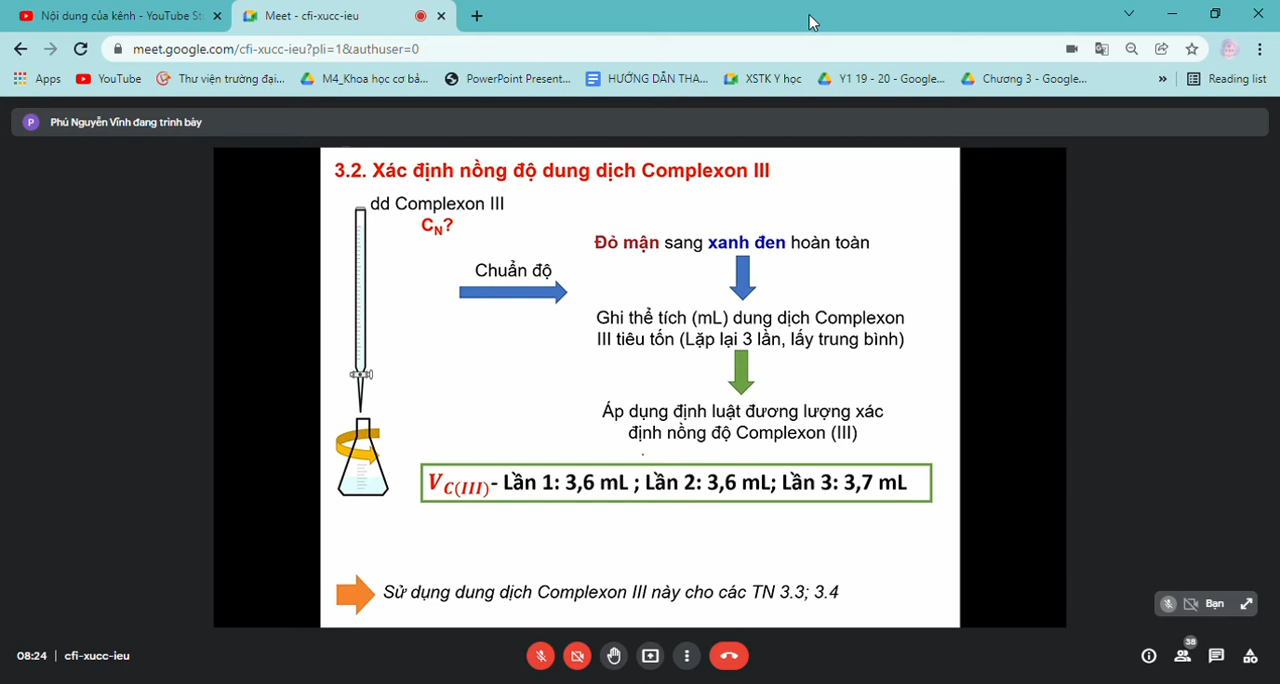 Nội dung của kênh - YouTube St
Meet - cfi-xucc-ieu
meet.google.com/cfi-xucc-ieu?pli=1&authuser=0
Apps
YouTube
Thư viện trường đại...
M4_Khoa học cơ bả...
PowerPoint Present...
HƯỚNG DẪN THA...
XSTK Y học
Y1 19 - 20 - Google...
Chương 3 - Google...
»
Reading list
P
Phú Nguyễn Vĩnh đang trình bày
3.2. Xác định nồng độ dung dịch Complexon III
dd Complexon III
CN?
Đỏ mận sang xanh đen hoàn toàn
Chuẩn độ
Ghi thể tích (mL) dung dịch Complexon
III tiêu tốn (Lặp lại 3 lần, lấy trung bình)
Áp dụng định luật đương lượng xác
định nồng độ Complexon (III)
VC(III)- Lần 1: 3,6 mL ; Lần 2: 3,6 mL; Lần 3: 3,7 mL
Sử dụng dung dịch Complexon III này cho các TN 3.3; 3.4
Bạn
08:24 | cfi-xucc-ieu
38